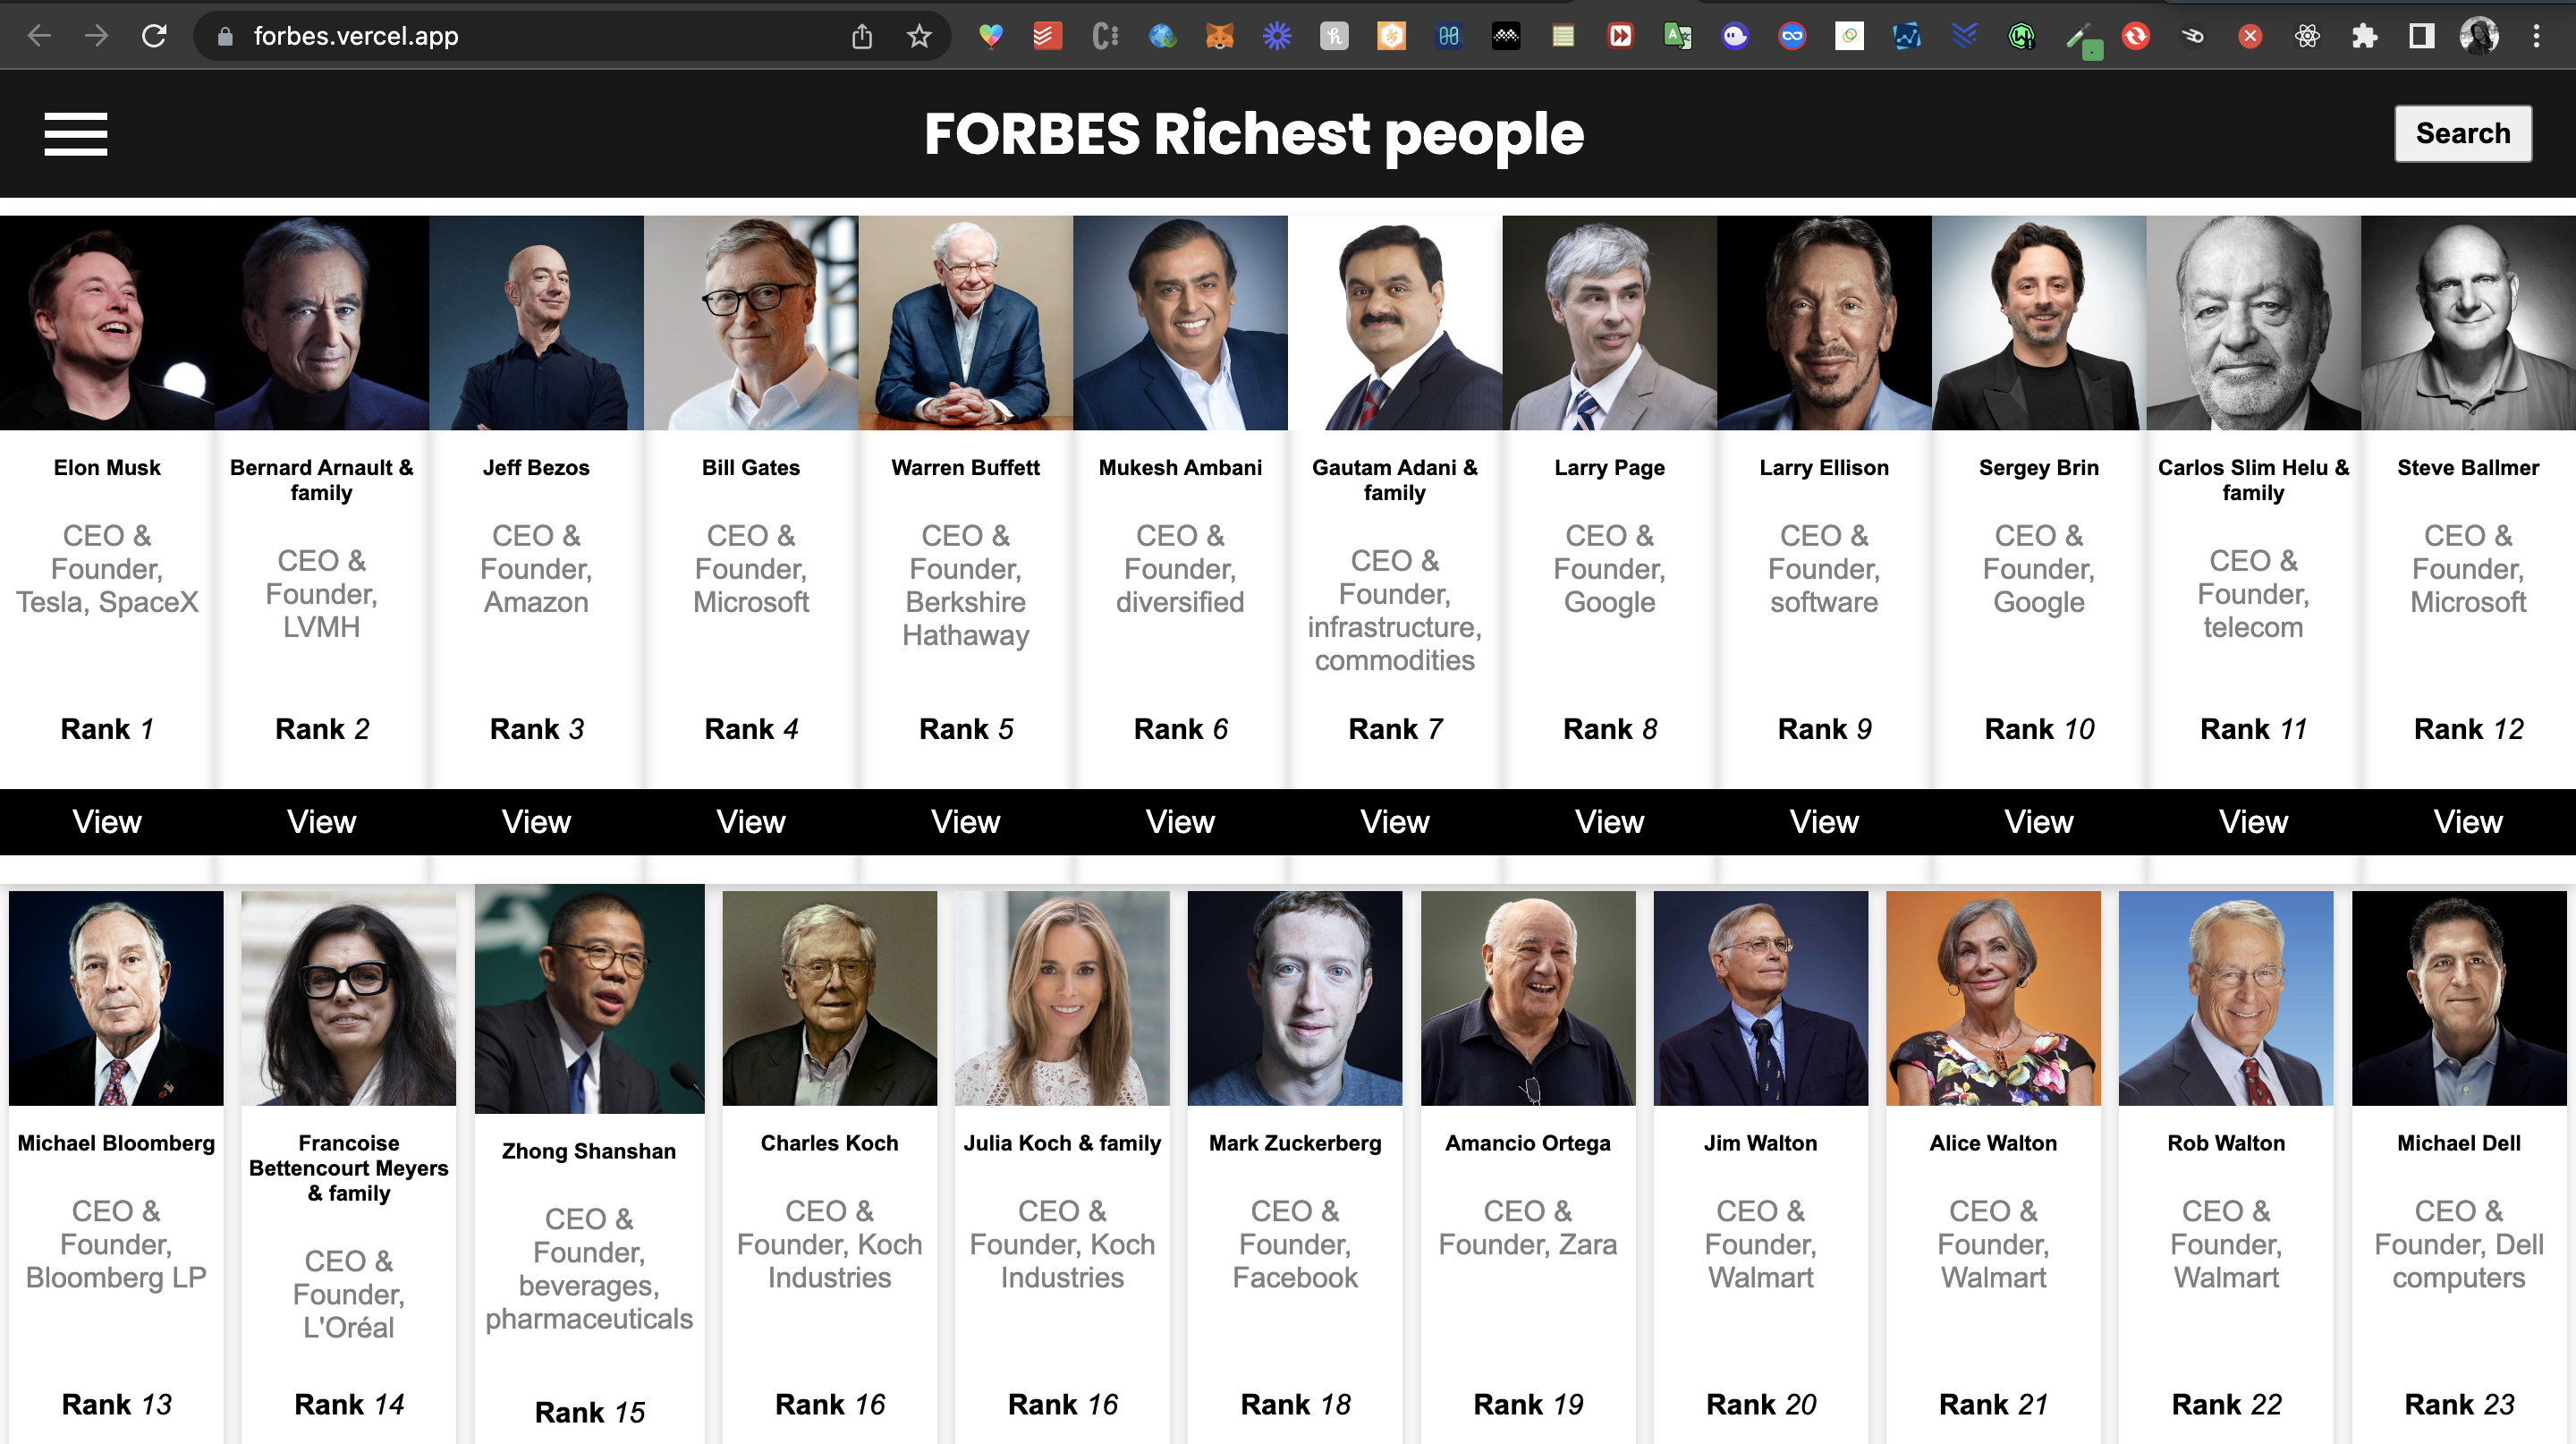 forbes.vercel.app
FORBES Richest people
Search
Elon Musk
CEO &
Founder,
Tesla, SpaceX
Rank 1
View
Bernard Arnault &
family
CEO &
Founder,
LVMH
Rank 2
View
Jeff Bezos
CEO &
Founder,
Amazon
Rank 3
View
Bill Gates
CEO &
Founder,
Microsoft
Rank 4
View
Warren Buffett
CEO &
Founder,
Berkshire
Hathaway
Rank 5
View
Mukesh Ambani
CEO &
Founder,
diversified
Rank 6
View
Gautam Adani &
family
CEO &
Founder,
infrastructure,
commodities
Rank 7
View
Larry Page
CEO &
Founder,
Google
Rank 8
View
Larry Ellison
CEO &
Founder,
software
Rank 9
View
Sergey Brin
CEO &
Founder,
Google
Rank 10
View
Carlos Slim Helu &
family
CEO &
Founder,
telecom
Rank 11
View
Steve Ballmer
CEO &
Founder,
Microsoft
Rank 12
View
Michael Bloomberg
CEO &
Founder,
Bloomberg LP
Rank 13
Francoise
Bettencourt Meyers
& family
CEO &
Founder,
L'Oréal
Rank 14
Zhong Shanshan
CEO &
Founder,
beverages,
pharmaceuticals
Rank 15
Charles Koch
CEO &
Founder, Koch
Industries
Rank 16
Julia Koch & family
CEO &
Founder, Koch
Industries
Rank 16
Mark Zuckerberg
CEO &
Founder,
Facebook
Rank 18
Amancio Ortega
CEO &
Founder, Zara
Rank 19
Jim Walton
CEO &
Founder,
Walmart
Rank 20
Alice Walton
CEO &
Founder,
Walmart
Rank 21
Rob Walton
CEO &
Founder,
Walmart
Rank 22
Michael Dell
CEO &
Founder, Dell
computers
Rank 23